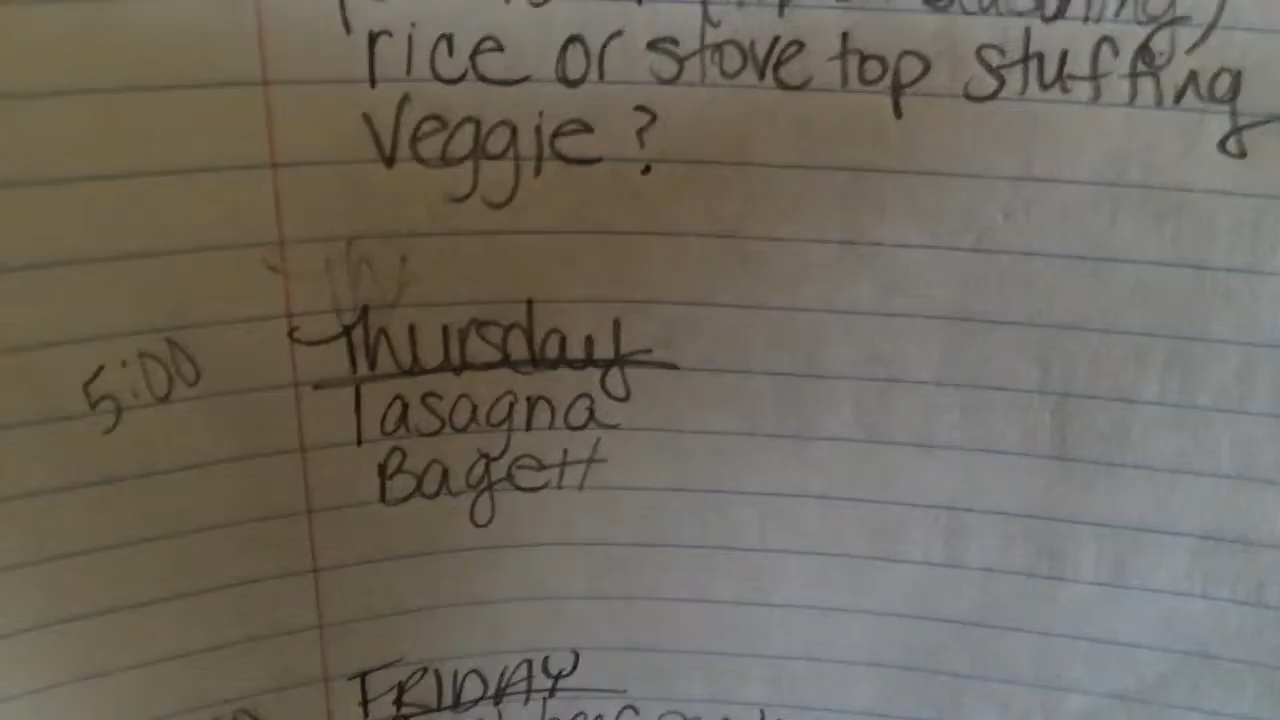 rice or stove top stuffing
Veggie?
Thursday
5:00
lasagna
Bagett
FRIDAY